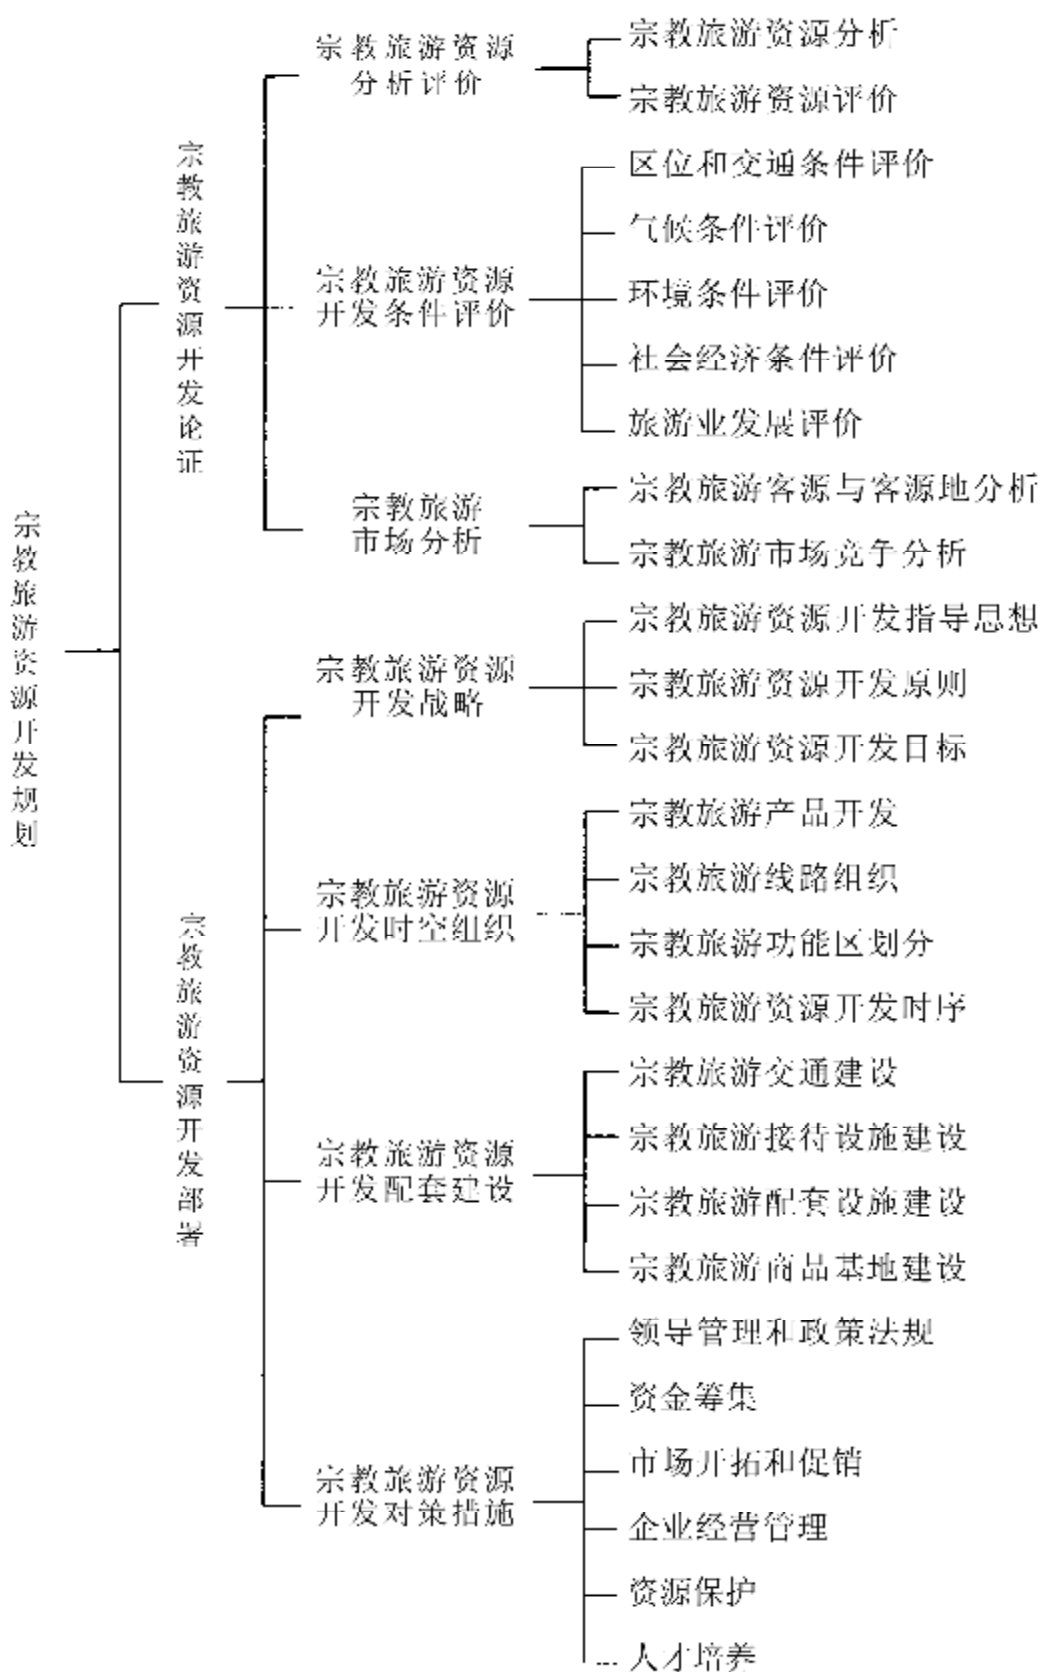 宗教旅游资源开发规划
宗教旅游资源开发论证
宗教旅游资源
分析评价
宗教旅游资源分析
宗教旅游资源评价
宗教旅游资源
开发条件评价
区位和交通条件评价
气候条件评价
环境条件评价
社会经济条件评价
旅游业发展评价
宗教旅游
市场分析
宗教旅游客源与客源地分析
宗教旅游市场竞争分析
宗教旅游资源开发部署
宗教旅游资源
开发战略
宗教旅游资源开发指导思想
宗教旅游资源开发原则
宗教旅游资源开发目标
宗教旅游资源
开发时空组织
宗教旅游产品开发
宗教旅游线路组织
宗教旅游功能区划分
宗教旅游资源开发时序
宗教旅游资源
开发配套建设
宗教旅游交通建设
宗教旅游接待设施建设
宗教旅游配套设施建设
宗教旅游商品基地建设
宗教旅游资源
开发对策措施
领导管理和政策法规
资金筹集
市场开拓和促销
企业经营管理
资源保护
人才培养